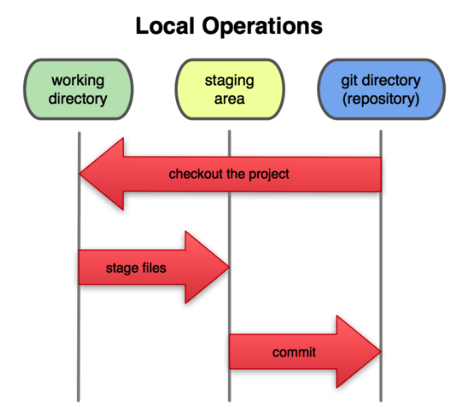 Local Operations
working
directory
staging
area
git directory
(repository)
checkout the project
stage files
commit